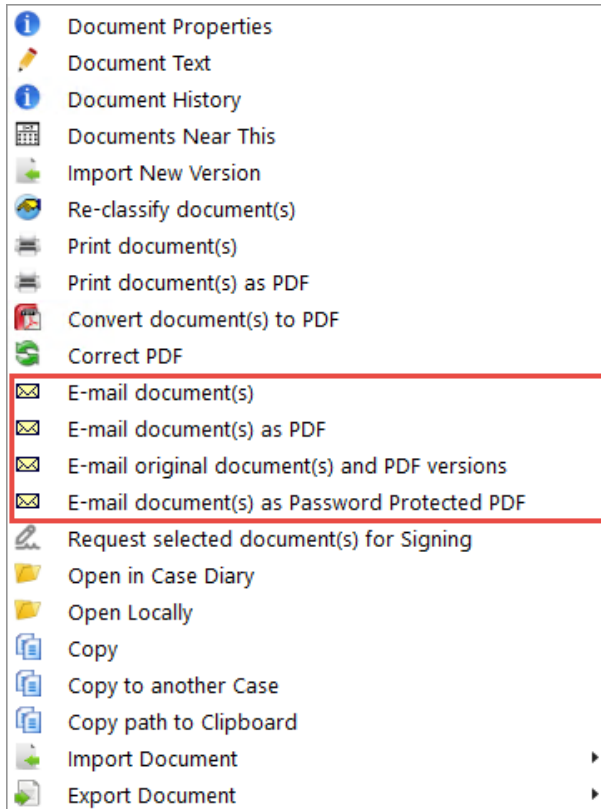 Document Properties
Document Text
Document History
Documents Near This
Import New Version
Re-classify document(s)
Print document(s)
Print document(s) as PDF
Convert document(s) to PDF
Correct PDF
E-mail document(s)
E-mail document(s) as PDF
E-mail original document(s) and PDF versions
E-mail document(s) as Password Protected PDF
Request selected document(s) for Signing
Open in Case Diary
Open Locally
Copy
Copy to another Case
Copy path to Clipboard
Import Document
Export Document